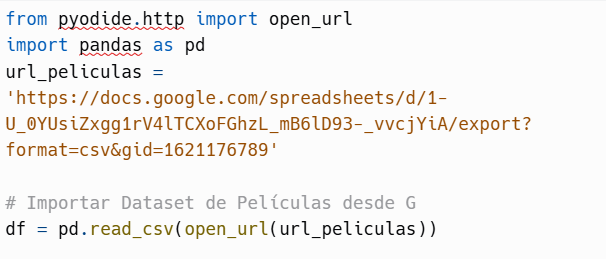 from pyodide.http import open_url
import pandas as pd
url_peliculas =
'https://docs.google.com/spreadsheets/d/1-
U_0YUsiZxgg1rV4lTCXoFGhzL_mB6lD93-_vvcjYiA/export?
format=csv&gid=1621176789'
# Importar Dataset de Películas desde G
df = pd.read_csv(open_url(url_peliculas))